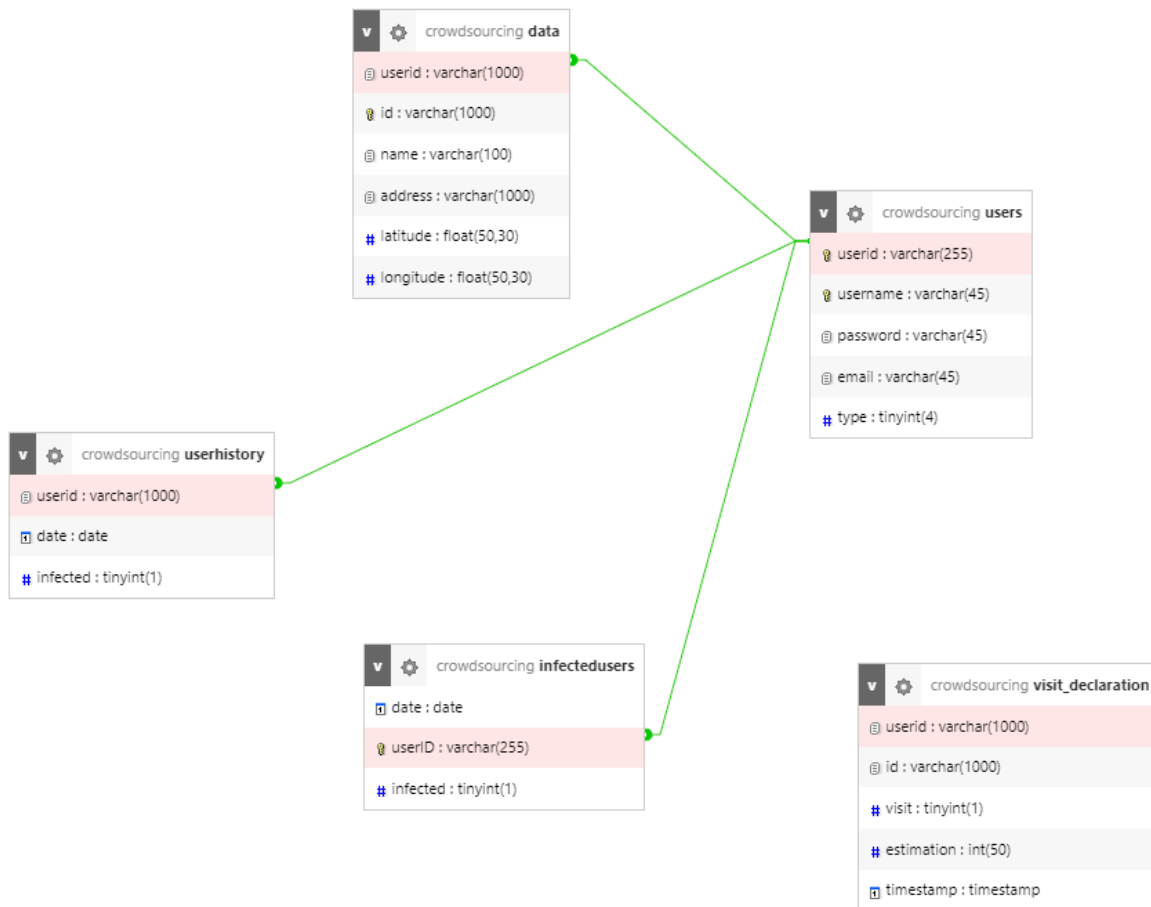 v crowdsourcing data
userid : varchar(1000)
id : varchar(1000)
name : varchar(100)
address : varchar(1000)
# latitude : float(50,30)
# longitude : float(50,30)
v crowdsourcing users
userid : varchar(255)
username : varchar(45)
password : varchar(45)
email : varchar(45)
# type : tinyint(4)
v crowdsourcing userhistory
userid : varchar(1000)
date : date
# infected : tinyint(1)
v crowdsourcing infectedusers
date : date
userID : varchar(255)
# infected : tinyint(1)
v crowdsourcing visit_declaration
userid : varchar(1000)
id : varchar(1000)
# visit : tinyint(1)
# estimation : int(50)
timestamp : timestamp